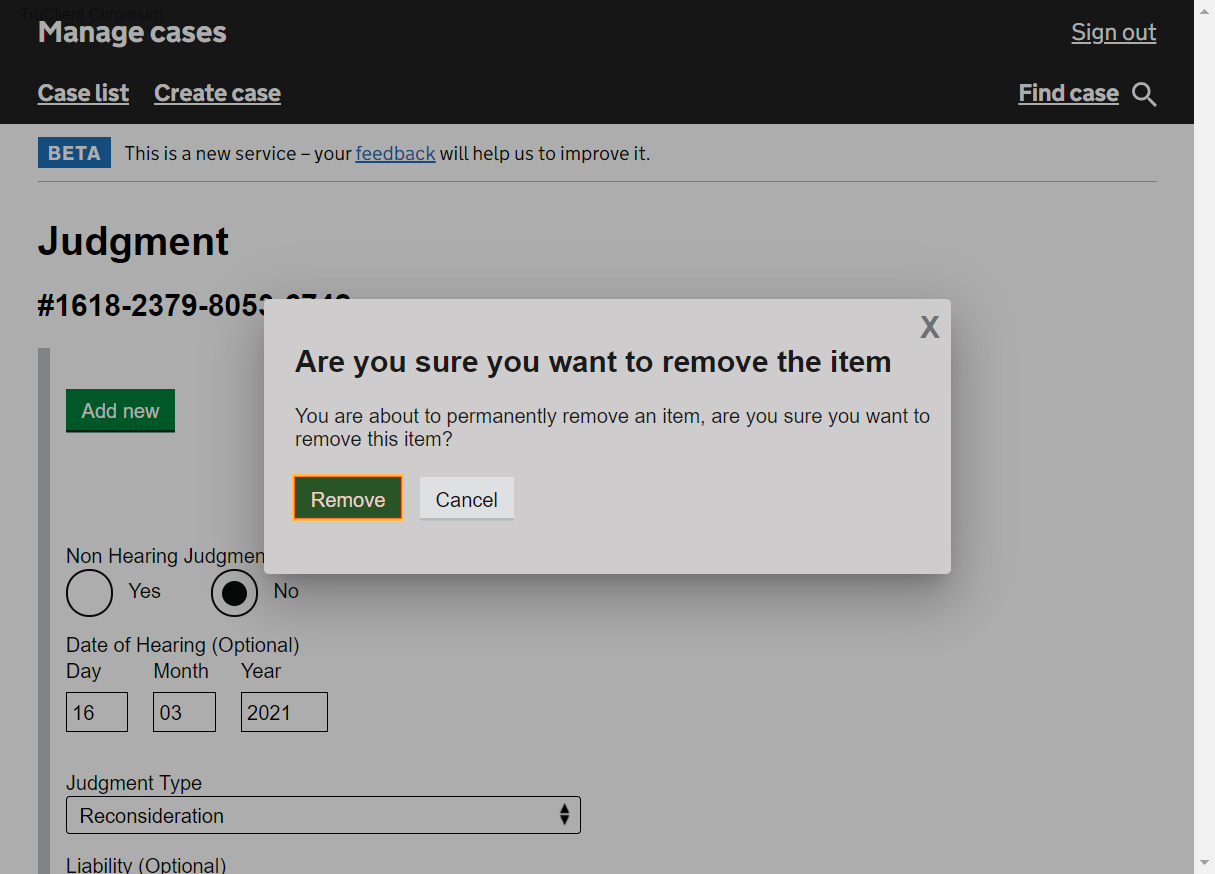 TruClient Chromium
Manage cases
Sign out
Case list Create case
Find case
BETA This is a new service – your feedback will help us to improve it.
Judgment
#1618-2379-8053-
X
Are you sure you want to remove the item
You are about to permanently remove an item, are you sure you want to
remove this item?
Remove Cancel
Add new
Non Hearing Judgmen
Yes No
Date of Hearing (Optional)
Day Month Year
16 03 2021
Judgment Type
Reconsideration
Liability (Optional)